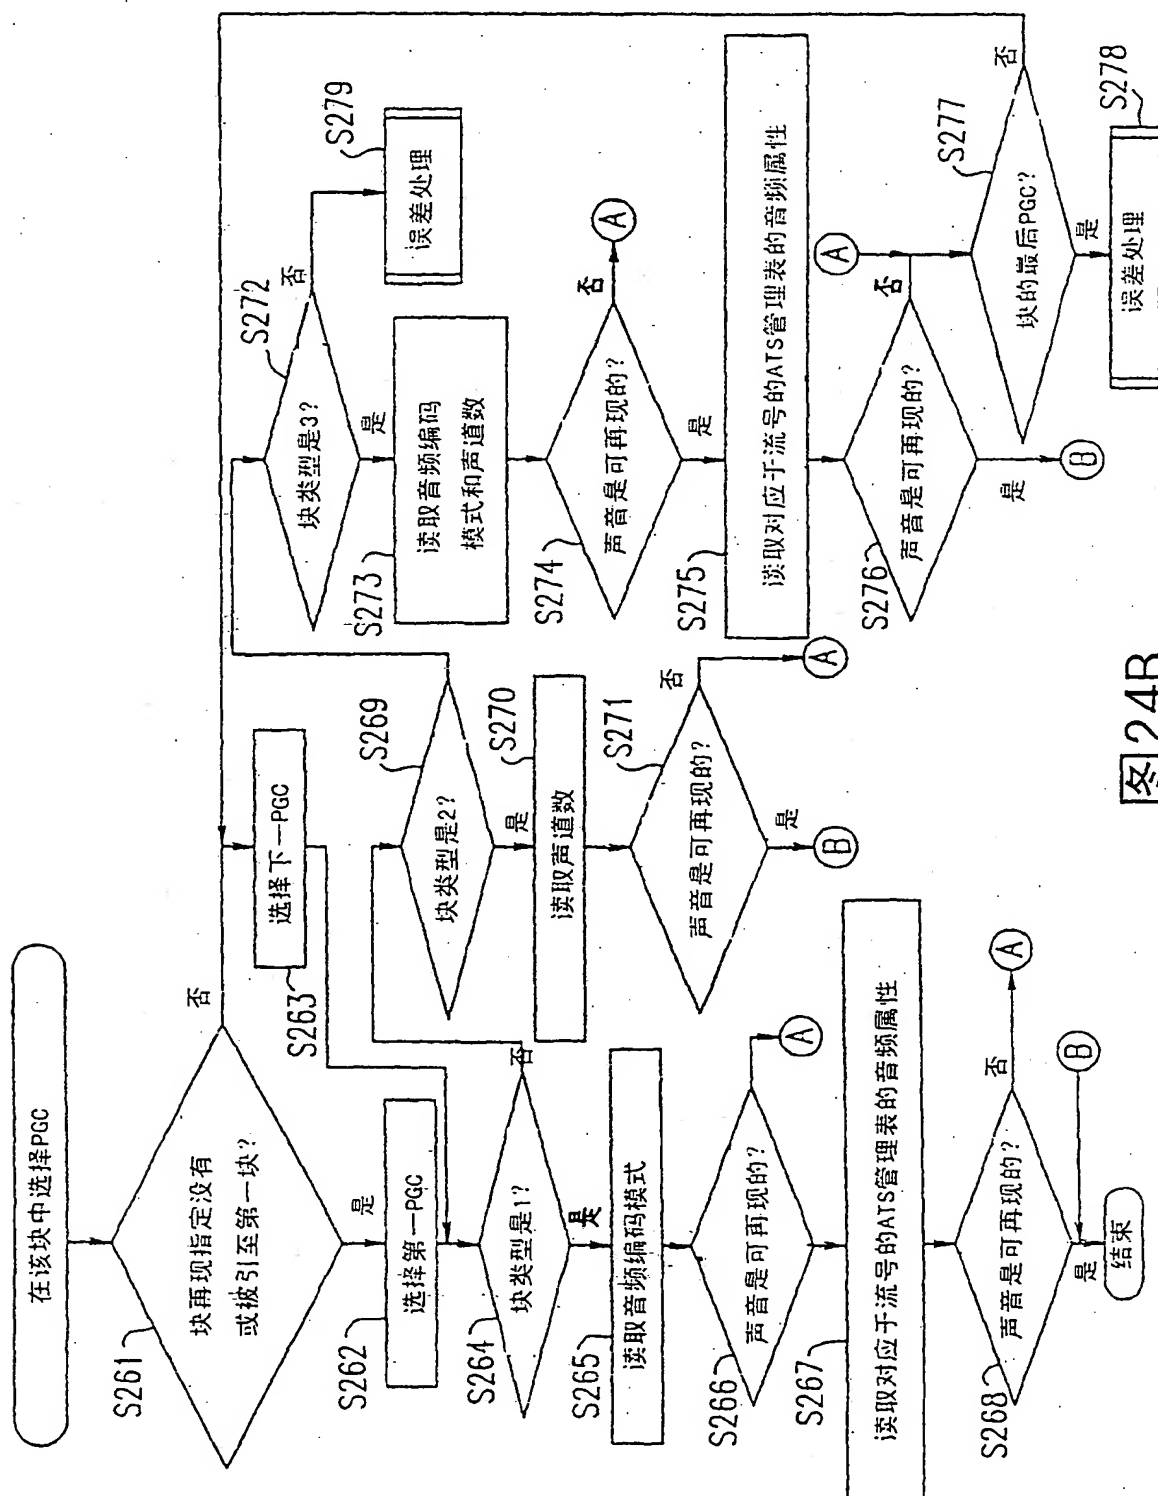 在该块中选择PGC
S261
块再现指定没有
或被引至第一块?
否
是
S262
选择第一PGC
S263
选择下一PGC
S264
块类型是1?
否
是
S265
读取音频编码模式
S266
声音是可再现的?
A
S267
读取对应于流号的ATS管理表的音频属性
S268
声音是可再现的?
否
A
是
B
结束
S269
块类型是2?
是
S270
读取声道数
S271
声音是可再现的?
否
A
是
B
S272
块类型是3?
否
是
S279
误差处理
S273
读取音频编码
模式和声道数
S274
声音是可再现的?
否
A
是
S275
读取对应于流号的ATS管理表的音频属性
S276
声音是可再现的?
否
A
是
B
S277
块的最后PGC?
否
是
S278
误差处理
图24B